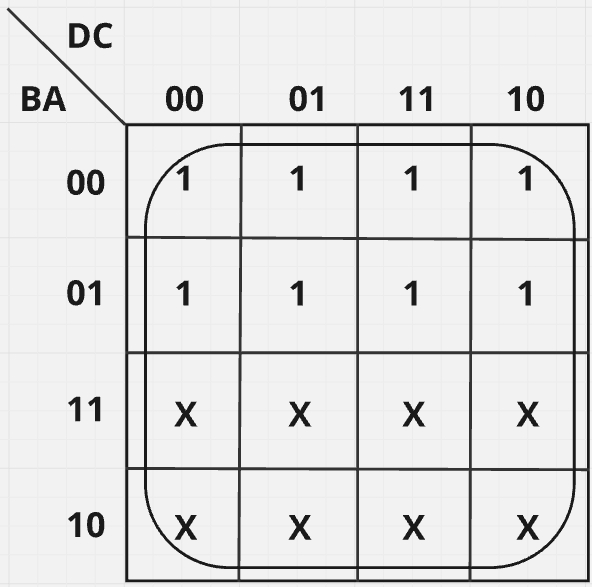 DC
BA 00 01 11 10
00 1 1 1 1
01 1 1 1 1
11 X X X X
10 X X X X